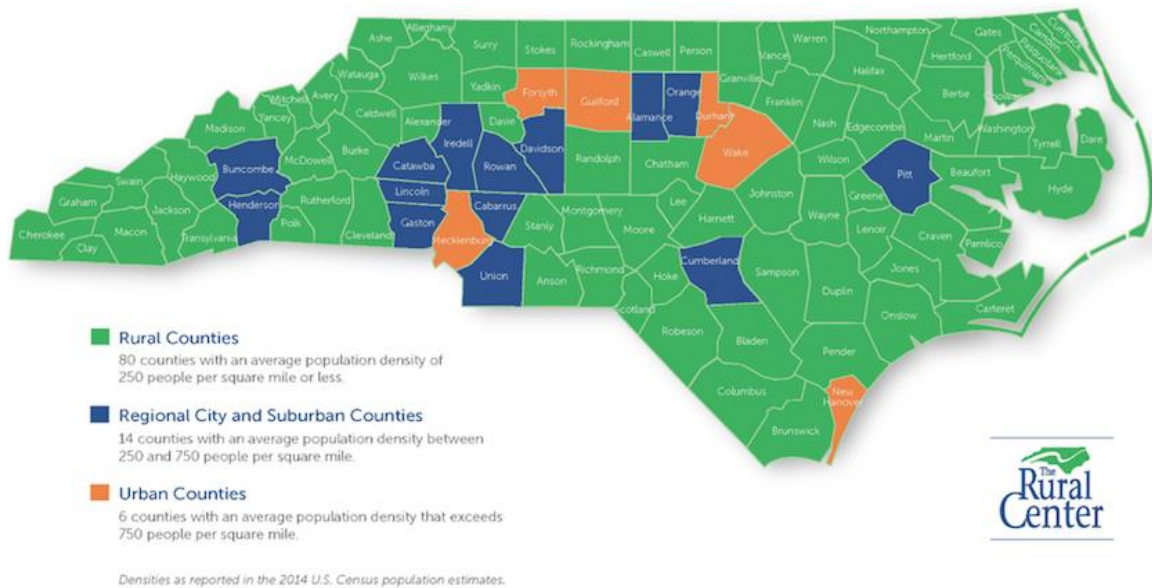 Ashe
Alleghany
Surry
Stokes
Rockingham
Caswell
Person
Vance
Warren
Northampton
Gates
Currituck
Camden
Pasquotank
Perquimans
Hertford
Watauga
Wilkes
Yadkin
Forsyth
Guilford
Orange
Granville
Halifax
Mitchell
Avery
Alamance
Durham
Franklin
Bertie
Chowan
Madison
Yancey
Caldwell
Alexander
Davie
Iredell
Nash
Edgecombe
Martin
Washington
Tyrrell
Dare
Buncombe
McDowell
Burke
Catawba
Rowan
Davidson
Randolph
Chatham
Wake
Wilson
Pitt
Beaufort
Hyde
Swain
Haywood
Graham
Jackson
Henderson
Rutherford
Lincoln
Cabarrus
Johnston
Greene
Cherokee
Macon
Transylvania
Polk
Cleveland
Gaston
Stanly
Montgomery
Moore
Lee
Harnett
Wayne
Lenoir
Craven
Pamlico
Clay
Mecklenburg
Union
Anson
Richmond
Hoke
Cumberland
Sampson
Jones
Scotland
Duplin
Onslow
Carteret
Robeson
Bladen
Pender
Columbus
New
Hanover
Brunswick
Rural Counties
80 counties with an average population density of
250 people per square mile or less.
Regional City and Suburban Counties
14 counties with an average population density between
250 and 750 people per square mile.
Urban Counties
6 counties with an average population density that exceeds
750 people per square mile.
Densities as reported in the 2014 U.S. Census population estimates.
The
Rural
Center